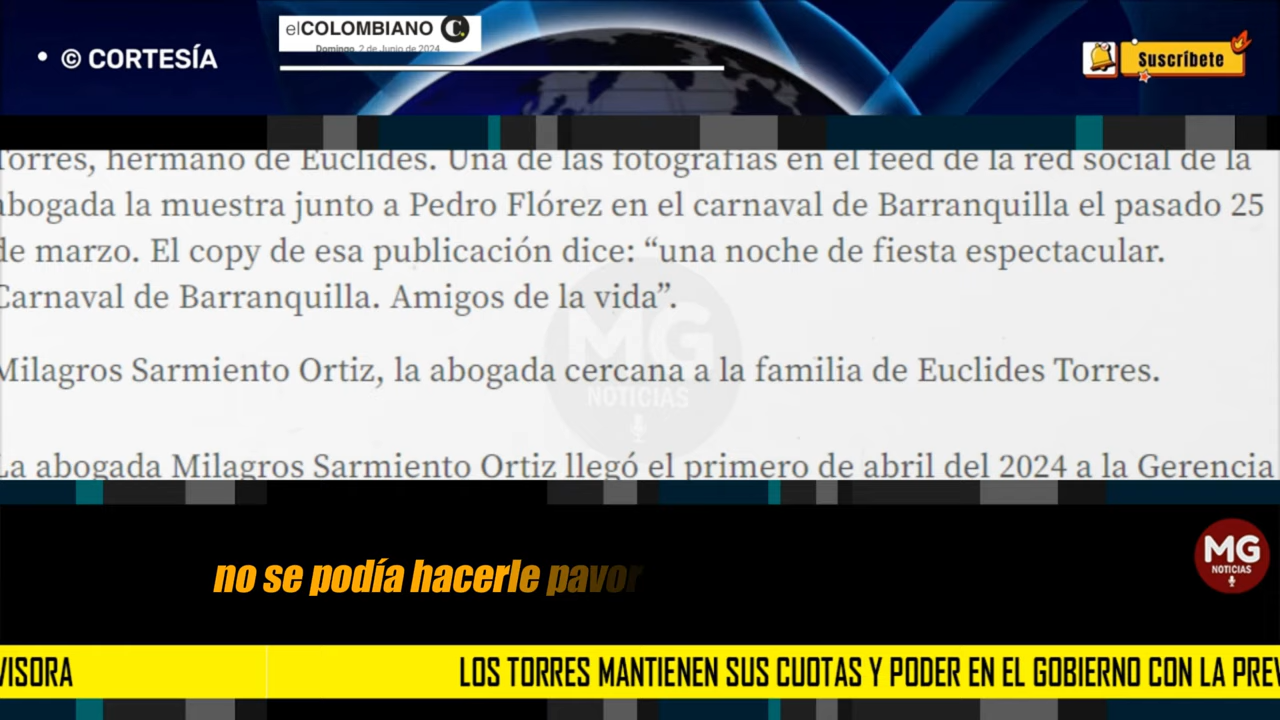 elCOLOMBIANO C
Domingo, 2 de Junio de 2024
• © CORTESÍA
Suscríbete
Torres, hermano de Euclides. Una de las fotografías en el feed de la red social de la
abogada la muestra junto a Pedro Flórez en el carnaval de Barranquilla el pasado 25
de marzo. El copy de esa publicación dice: “una noche de fiesta espectacular.
Carnaval de Barranquilla. Amigos de la vida”.
MG
NOTICIAS
Milagros Sarmiento Ortiz, la abogada cercana a la familia de Euclides Torres.
La abogada Milagros Sarmiento Ortiz llegó el primero de abril del 2024 a la Gerencia
no se podía hacerle pavor
MG
NOTICIAS
VISORA
LOS TORRES MANTIENEN SUS CUOTAS Y PODER EN EL GOBIERNO CON LA PREV